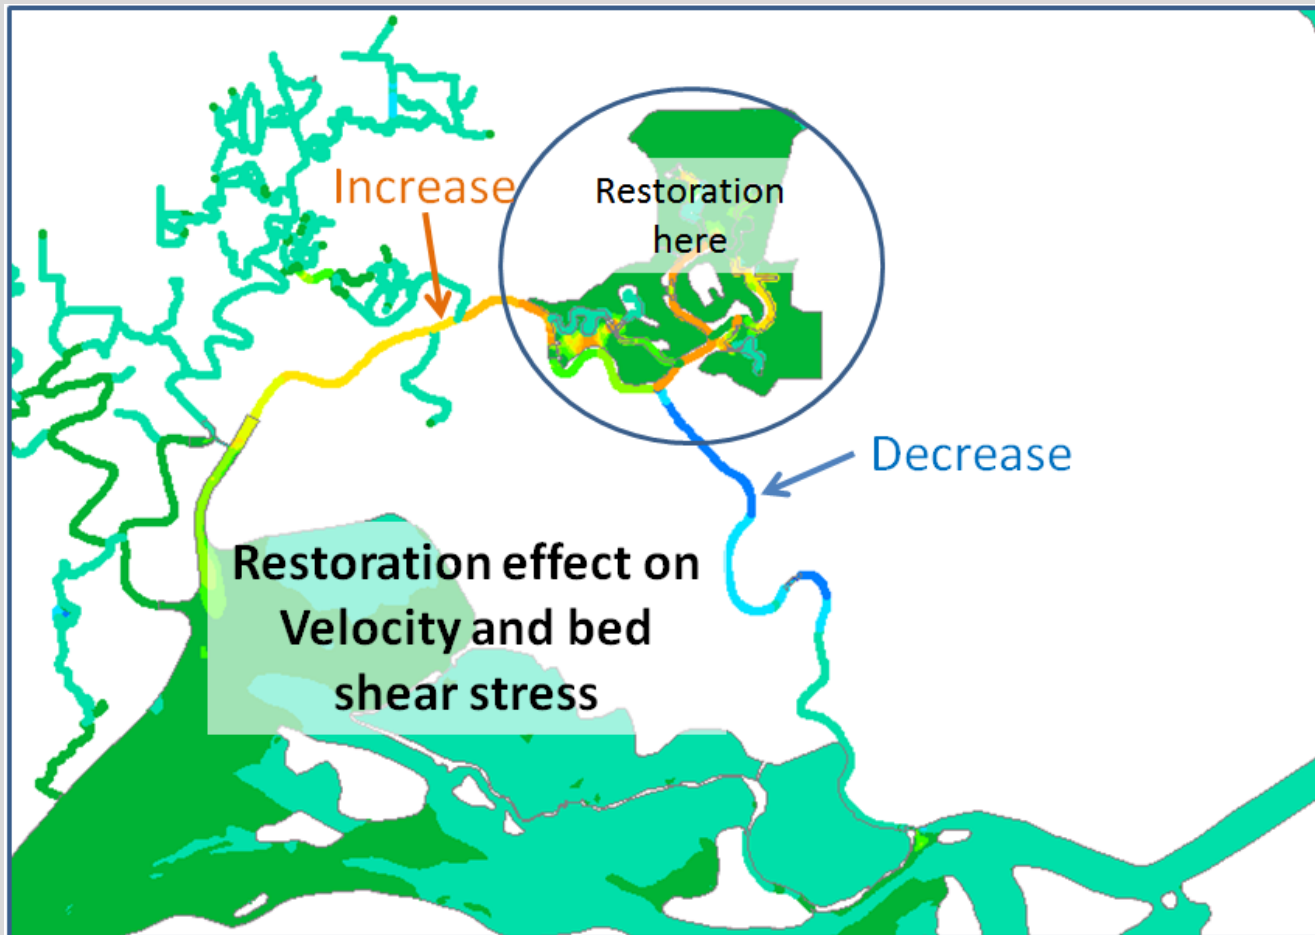 Increase
Restoration
here
Decrease
Restoration effect on
Velocity and bed
shear stress